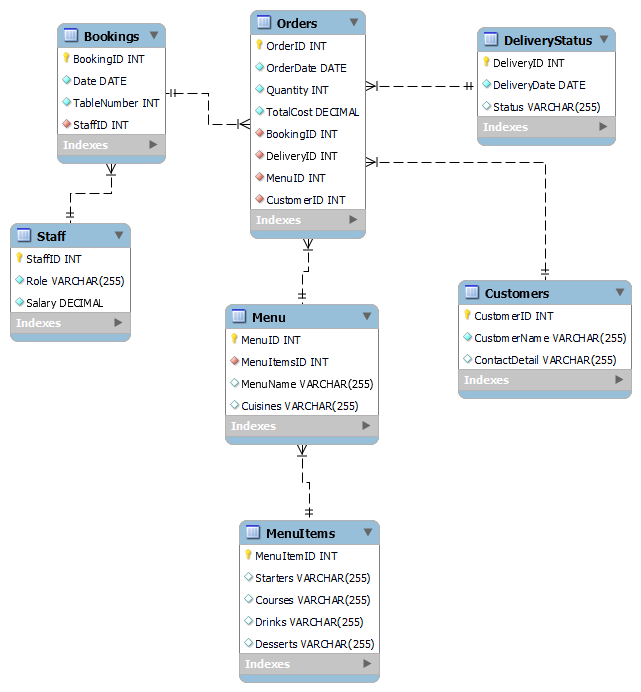 Bookings
BookingID INT
Date DATE
TableNumber INT
StaffID INT
Indexes
Orders
OrderID INT
OrderDate DATE
Quantity INT
TotalCost DECIMAL
BookingID INT
DeliveryID INT
MenuID INT
CustomerID INT
Indexes
DeliveryStatus
DeliveryID INT
DeliveryDate DATE
Status VARCHAR(255)
Indexes
Staff
StaffID INT
Role VARCHAR(255)
Salary DECIMAL
Indexes
Menu
MenuID INT
MenuItemsID INT
MenuName VARCHAR(255)
Cuisines VARCHAR(255)
Indexes
Customers
CustomerID INT
CustomerName VARCHAR(255)
ContactDetail VARCHAR(255)
Indexes
MenuItems
MenuItemID INT
Starters VARCHAR(255)
Courses VARCHAR(255)
Drinks VARCHAR(255)
Desserts VARCHAR(255)
Indexes